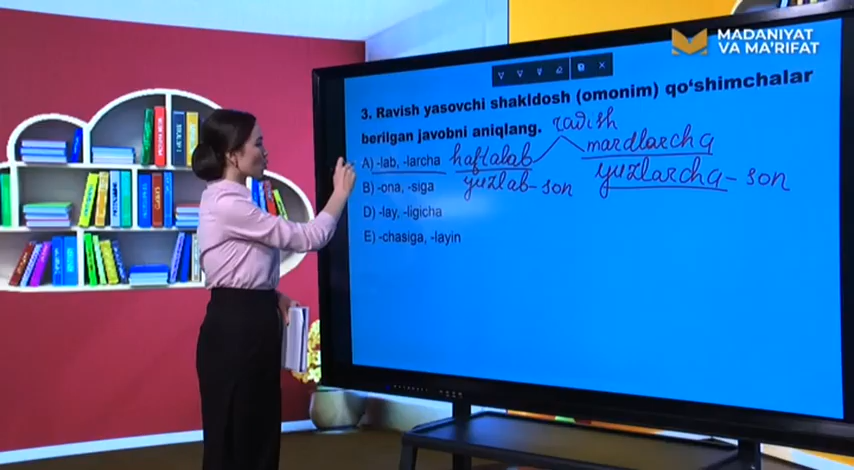 MADANIYAT
VA MA'RIFAT
3. Ravish yasovchi shakldosh (omonim) qo‘shimchalar
berilgan javobni aniqlang. ravish
A) -lab, -larcha haftalab mardlarcha
yuzlab - son yuzlarcha - son
B) -ona, -siga
D) -lay, -ligicha
E) -chasiga, -layin